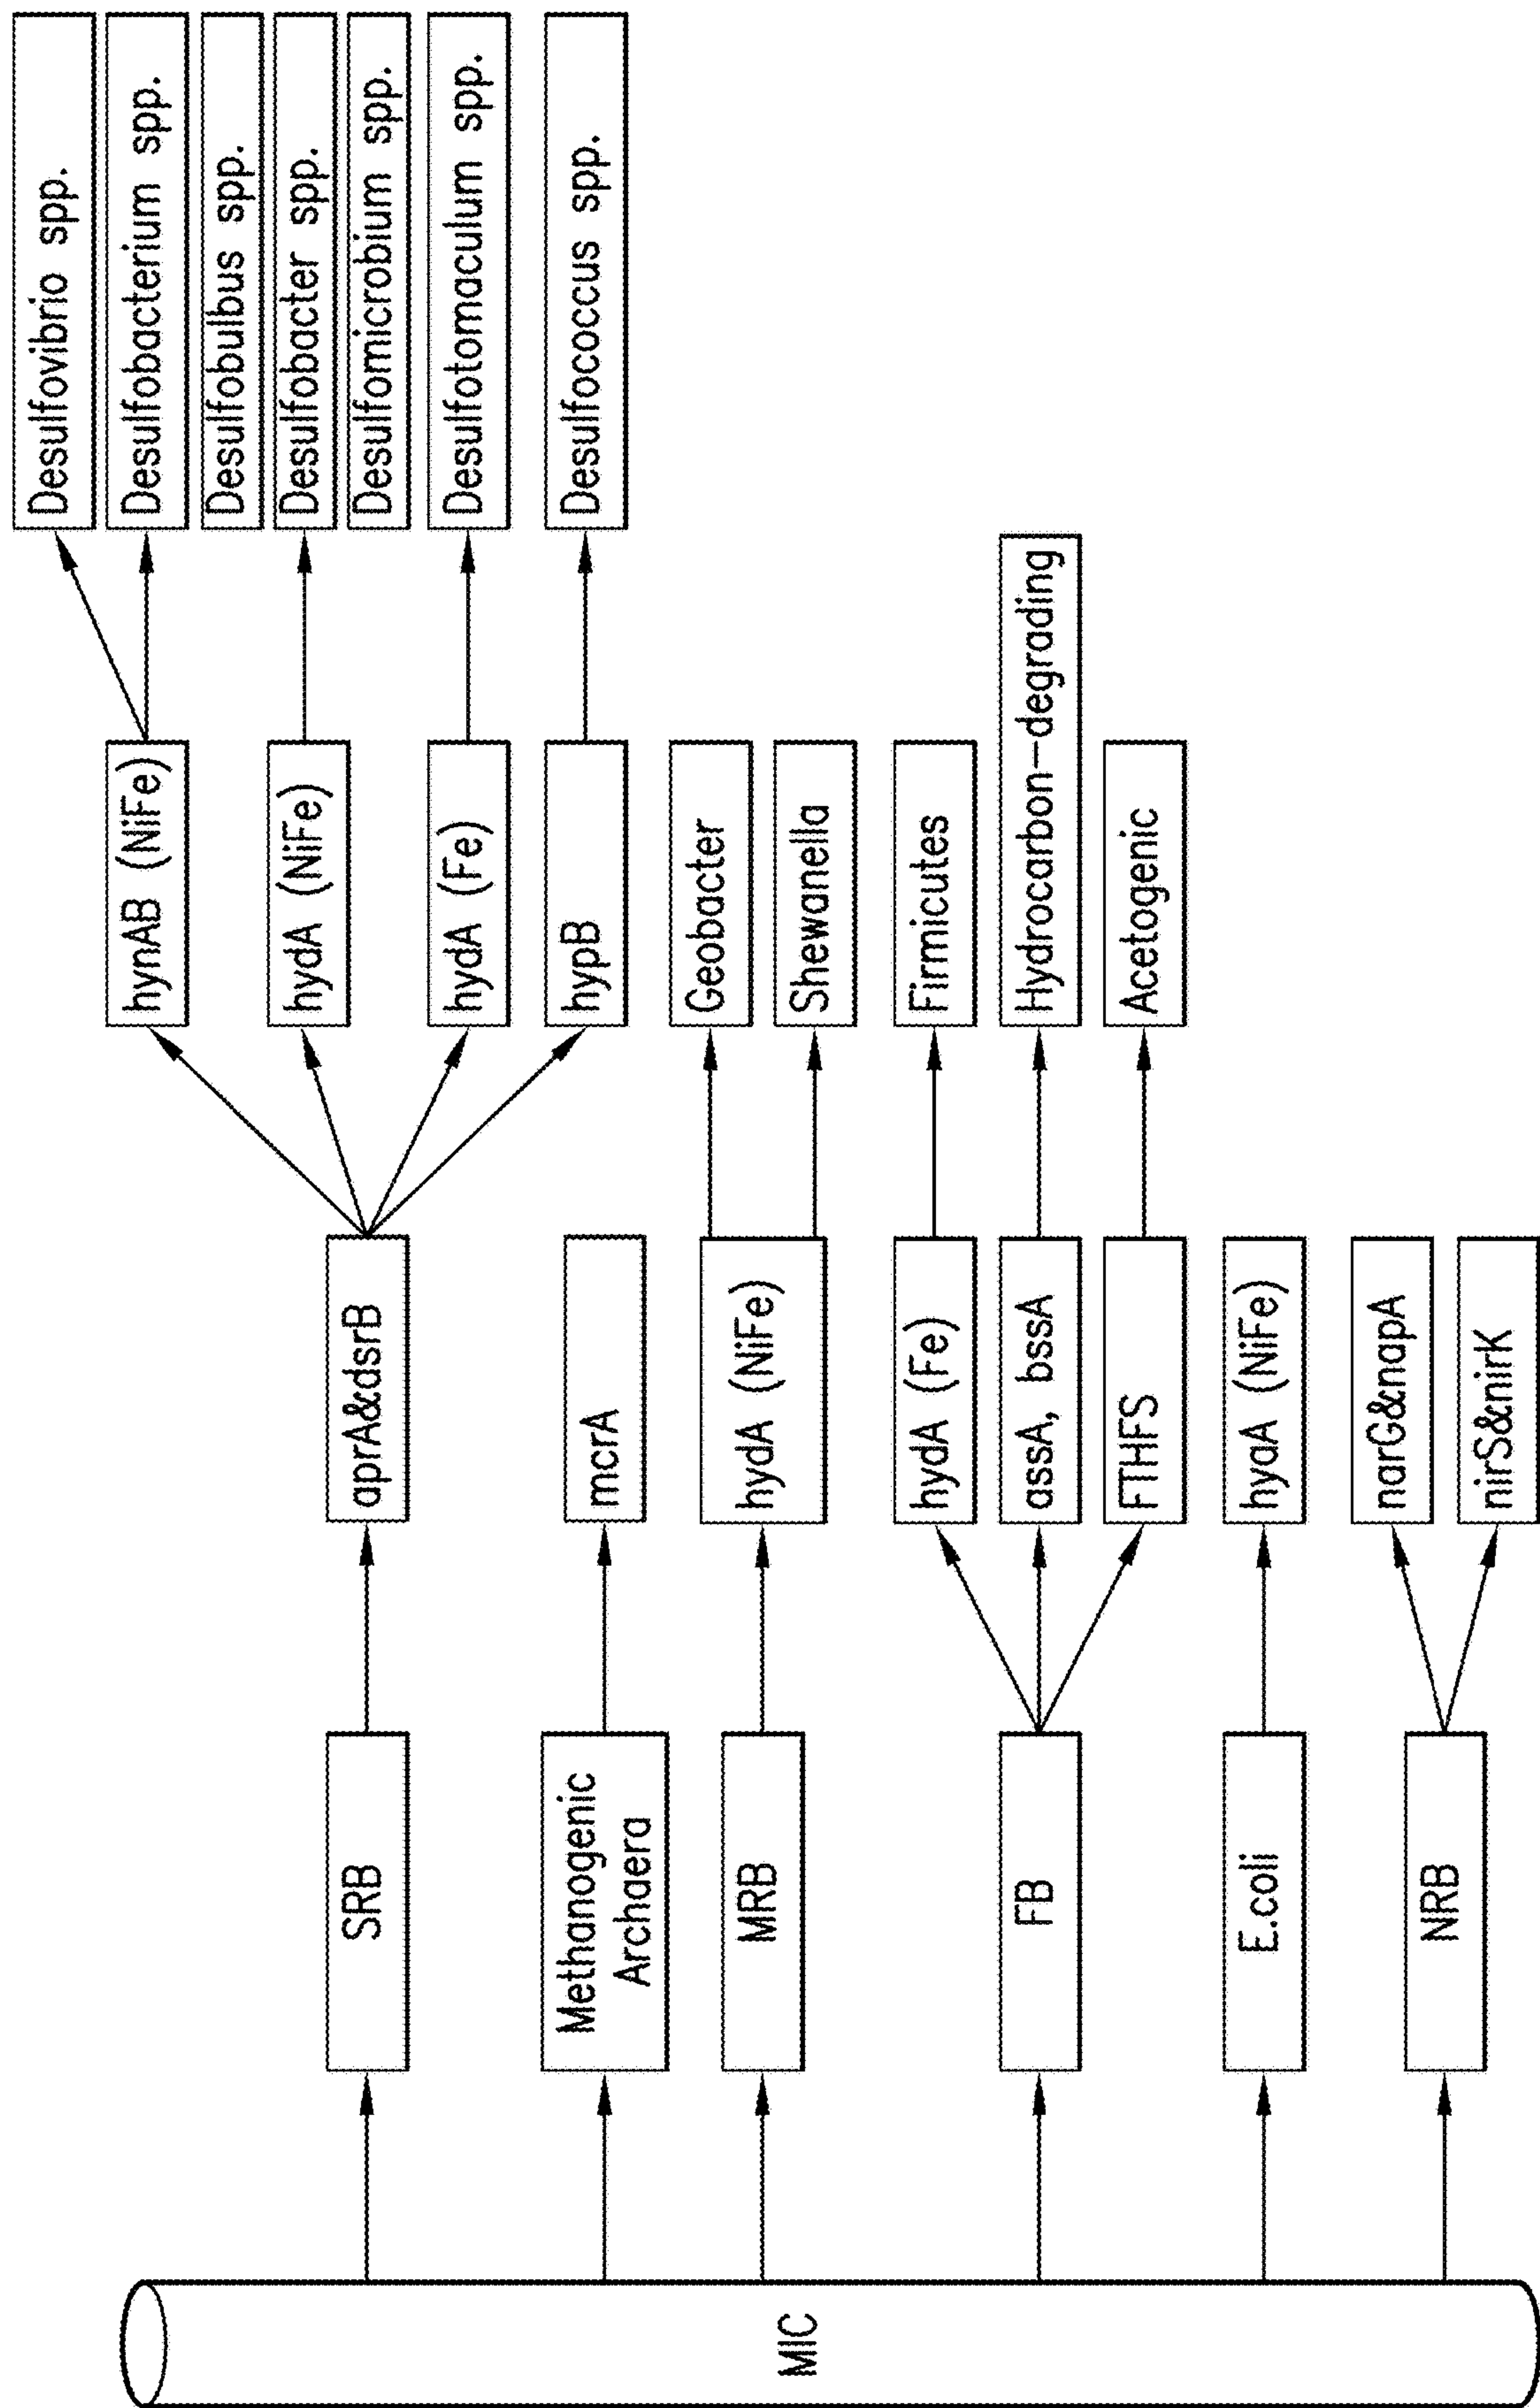 MIC
SRB
Methanogenic
Archaera
MRB
FB
E.coli
NRB
aprA&dsrB
mcrA
hydA (NiFe)
hydA (Fe)
assA, bssA
FTHFS
hyaA (NiFe)
narG&napA
nirS&nirK
hynAB (NiFe)
hydA (NiFe)
hydA (Fe)
hypB
Geobacter
Shewanella
Firmicutes
Hydrocarbon-degrading
Acetogenic
Desulfovibrio spp.
Desulfobacterium spp.
Desulfobulbus spp.
Desulfobacter spp.
Desulfomicrobium spp.
Desulfotomaculum spp.
Desulfococcus spp.